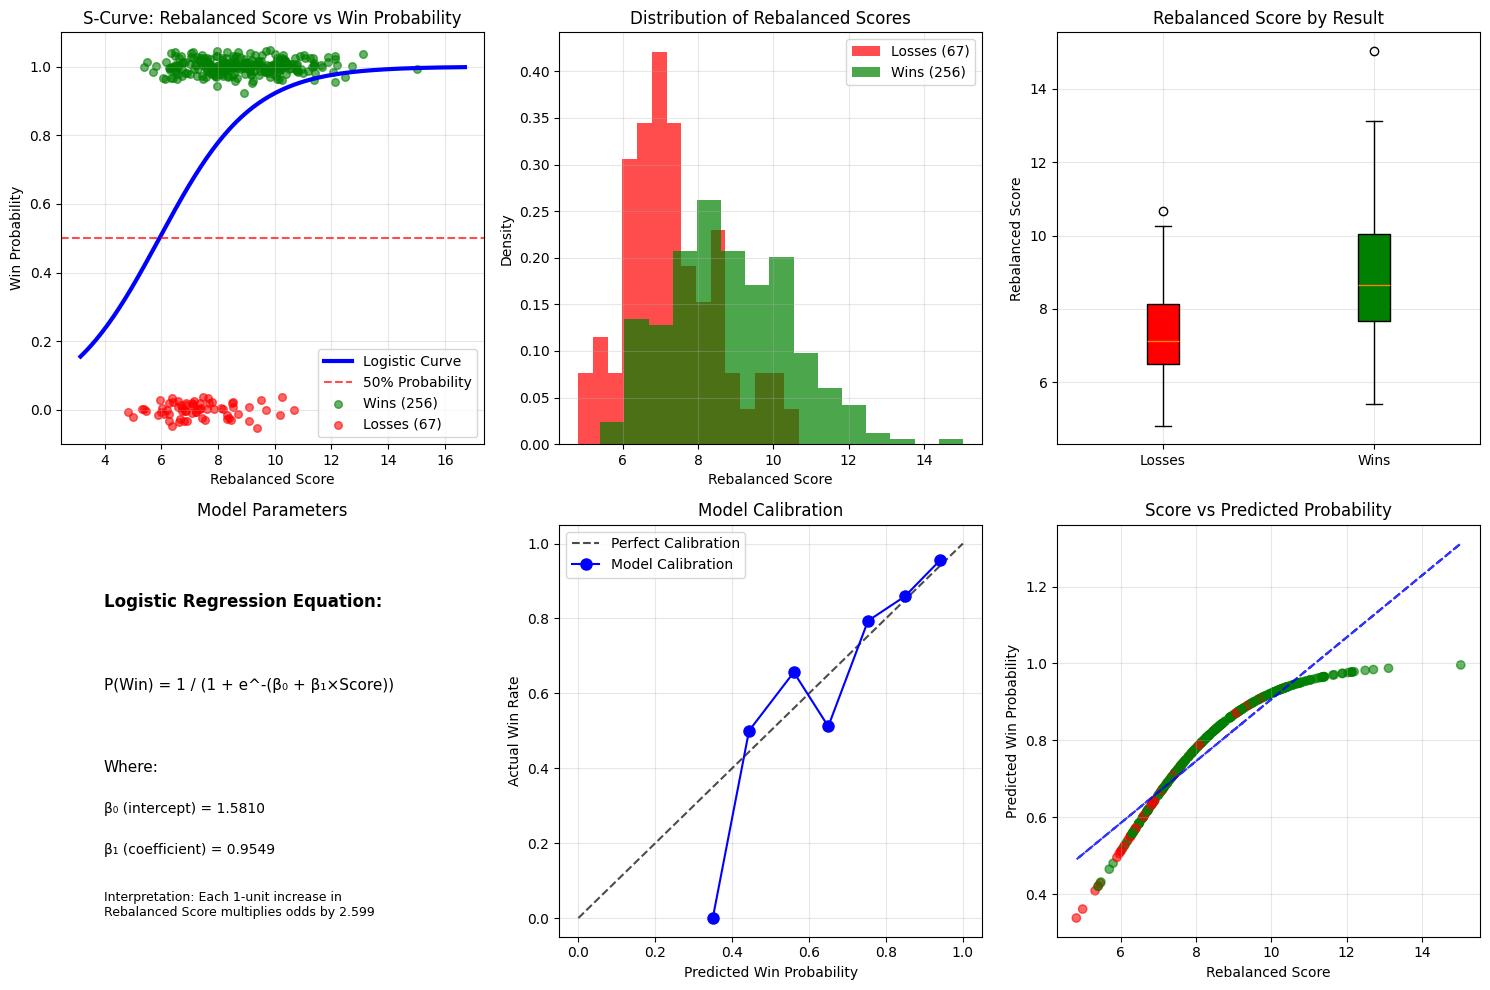 S-Curve: Rebalanced Score vs Win Probability
Win Probability
1.0
0.8
0.6
0.4
0.2
0.0
Logistic Curve
50% Probability
Wins (256)
Losses (67)
4 6 8 10 12 14 16
Rebalanced Score
Distribution of Rebalanced Scores
Density
0.40
0.35
0.30
0.25
0.20
0.15
0.10
0.05
0.00
Losses (67)
Wins (256)
6 8 10 12 14
Rebalanced Score
Rebalanced Score by Result
Rebalanced Score
14
12
10
8
6
Losses Wins
Model Parameters
Logistic Regression Equation:
P(Win) = 1 / (1 + e^-(β₀ + β₁×Score))
Where:
β₀ (intercept) = 1.5810
β₁ (coefficient) = 0.9549
Interpretation: Each 1-unit increase in
Rebalanced Score multiplies odds by 2.599
Model Calibration
Actual Win Rate
1.0
0.8
0.6
0.4
0.2
0.0
Perfect Calibration
Model Calibration
0.0 0.2 0.4 0.6 0.8 1.0
Predicted Win Probability
Score vs Predicted Probability
Predicted Win Probability
1.2
1.0
0.8
0.6
0.4
6 8 10 12 14
Rebalanced Score